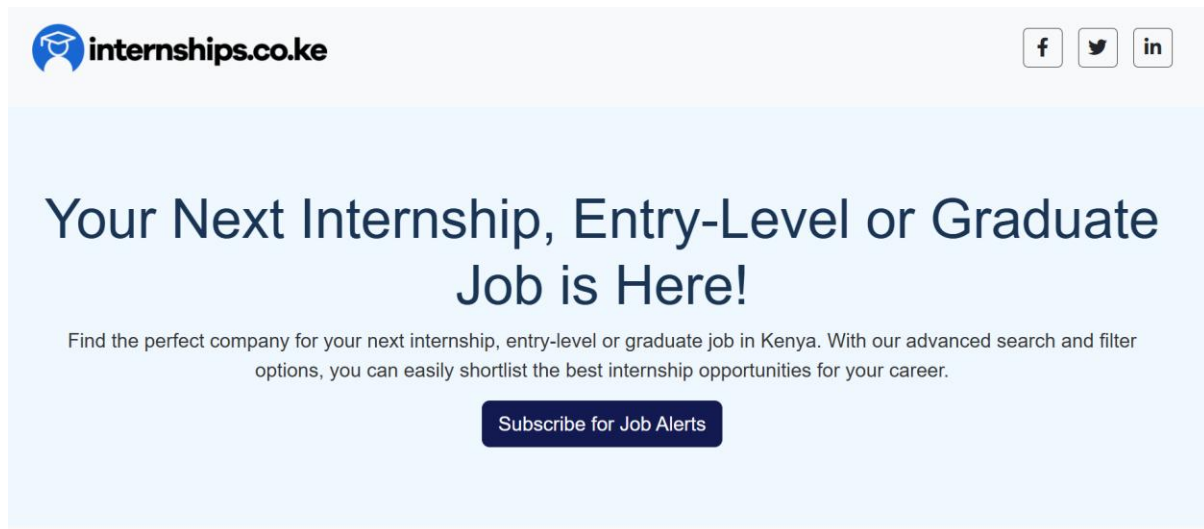 internships.co.ke
f
in
Your Next Internship, Entry-Level or Graduate
Job is Here!
Find the perfect company for your next internship, entry-level or graduate job in Kenya. With our advanced search and filter
options, you can easily shortlist the best internship opportunities for your career.
Subscribe for Job Alerts